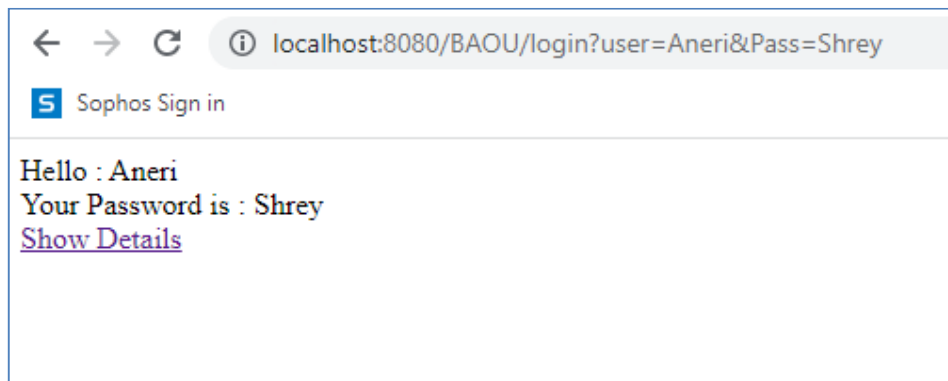 localhost:8080/BAOU/login?user=Aneri&Pass=Shrey
S Sophos Sign in
Hello : Aneri
Your Password is : Shrey
Show Details